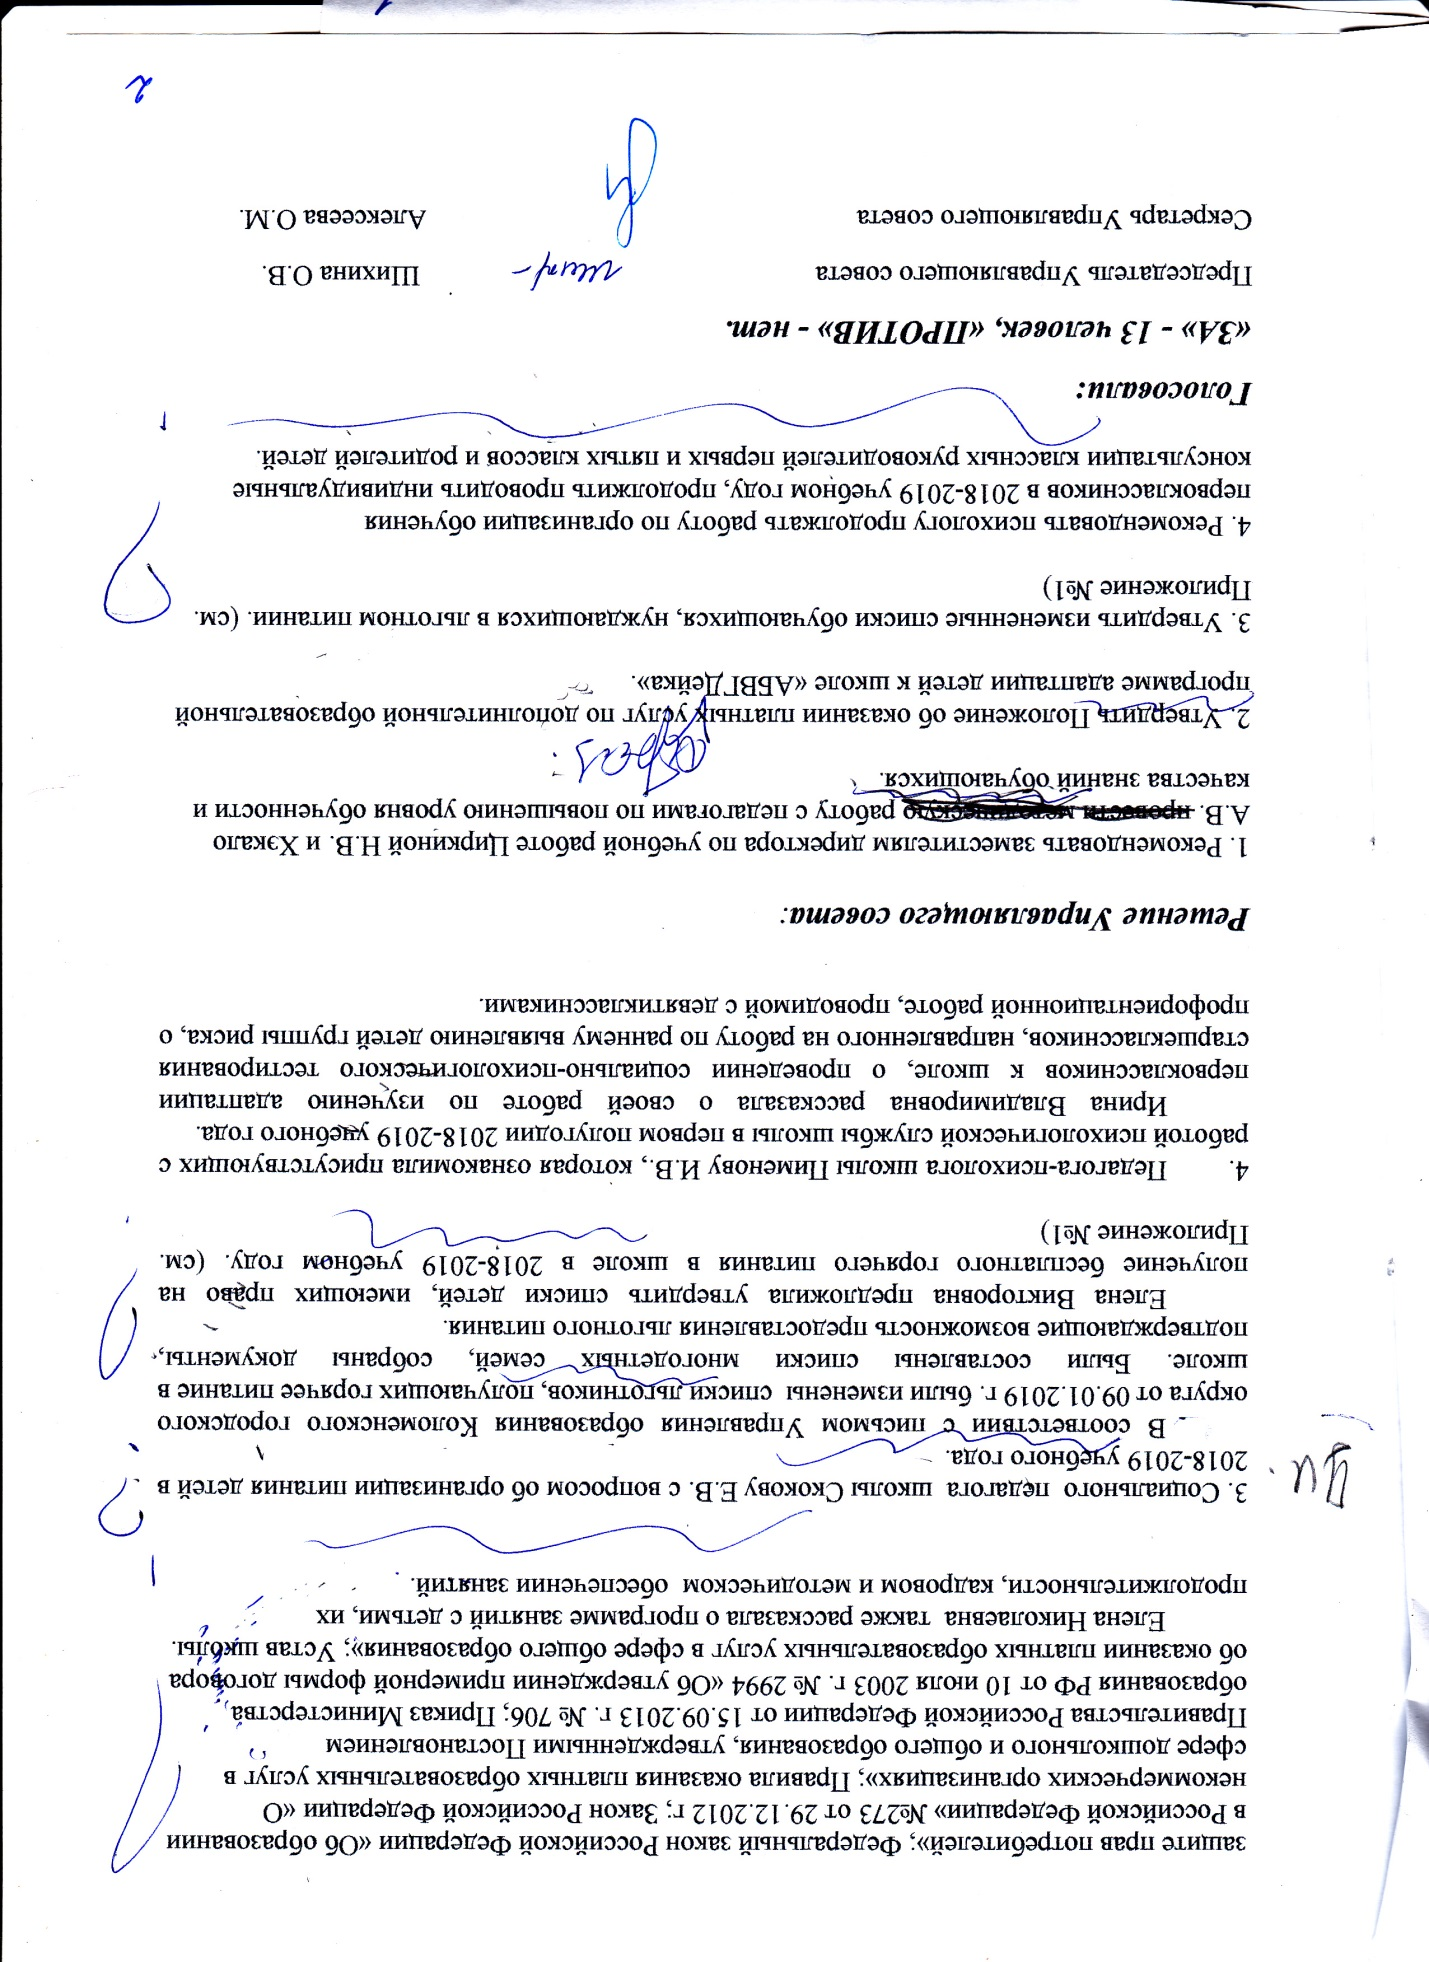 защите прав потребителей»; Федеральный закон Российской Федерации «Об образовании
в Российской Федерации» №273 от 29.12.2012 г; Закон Российской Федерации «О
некоммерческих организациях»; Правила оказания платных образовательных услуг в
сфере дошкольного и общего образования, утвержденными Постановлением
Правительства Российской Федерации от 15.09.2013 г. № 706; Приказ Министерства
образования РФ от 10 июля 2003 г. № 2994 «Об утверждении примерной формы договора
об оказании платных образовательных услуг в сфере общего образования»; Устав школы.
Елена Николаевна также рассказала о программе занятий с детьми, их
продолжительности, кадровом и методическом обеспечении занятий.
3. Социального педагога школы Скокову Е.В. с вопросом об организации питания детей в
2018-2019 учебного года.
В соответствии с письмом Управления образования Коломенского городского
округа от 09.01.2019 г. были изменены списки льготников, получающих горячее питание в
школе. Были составлены списки многодетных семей, собраны документы,
подтверждающие возможность предоставления льготного питания.
Елена Викторовна предложила утвердить списки детей, имеющих право на
получение бесплатного горячего питания в школе в 2018-2019 учебном году. (см.
Приложение №1)
4. Педагога-психолога школы Пименову И.В., которая ознакомила присутствующих с
работой психологической службы школы в первом полугодии 2018-2019 учебного года.
Ирина Владимировна рассказала о своей работе по изучению адаптации
первоклассников к школе, о проведении социально-психологического тестирования
старшеклассников, направленного на работу по раннему выявлению детей группы риска, о
профориентационной работе, проводимой с девятиклассниками.
Решение Управляющего совета:
1. Рекомендовать заместителям директора по учебной работе Циркиной Н.В. и Хэкало
А.В. провести методическую работу с педагогами по повышению уровня обученности и
качества знаний обучающихся.
2. Утвердить Положение об оказании платных услуг по дополнительной образовательной
программе адаптации детей к школе «АБВГДейка».
3. Утвердить измененные списки обучающихся, нуждающихся в льготном питании. (см.
Приложение №1)
4. Рекомендовать психологу продолжать работу по организации обучения
первоклассников в 2018-2019 учебном году, продолжить проводить индивидуальные
консультации классных руководителей первых и пятых классов и родителей детей.
Голосовали:
«ЗА» - 13 человек, «ПРОТИВ» - нет.
Председатель Управляющего совета Шихина О.В.
Секретарь Управляющего совета Алексеева О.М.
2